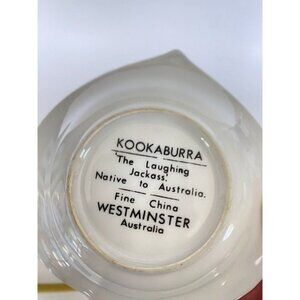 KOOKABURRA
'The Laughing
Jackass.'
Native to Australia.
Fine China
WESTMINSTER
Australia